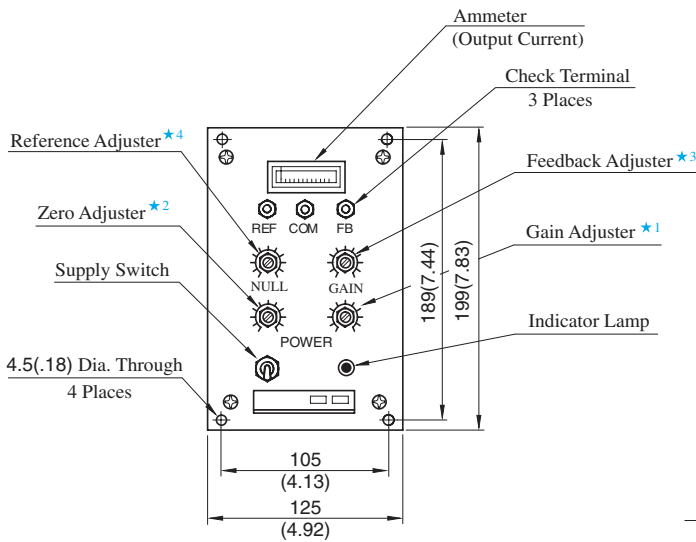 Ammeter
(Output Current)
Check Terminal
3 Places
Reference Adjuster ★4
Feedback Adjuster ★3
REF COM FB
Zero Adjuster ★2
Gain Adjuster ★1
NULL GAIN
Supply Switch
189(7.44)
199(7.83)
Indicator Lamp
POWER
4.5(.18) Dia. Through
4 Places
105
(4.13)
125
(4.92)